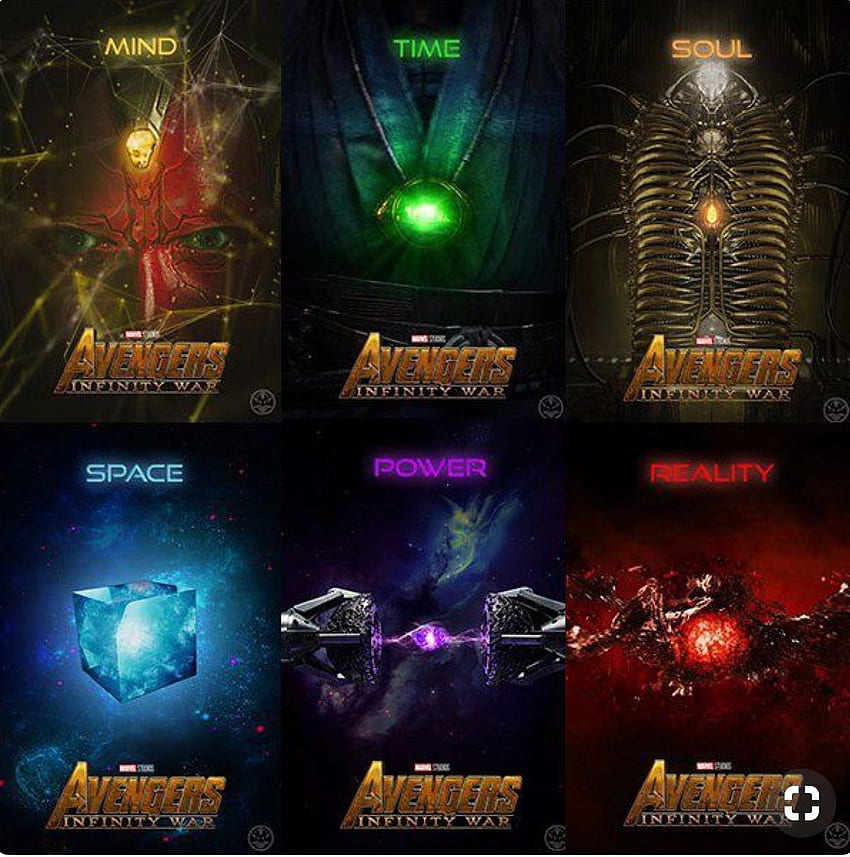 MIND
MARVEL STUDIOS
AVENGERS
INFINITY WAR
TIME
MARVEL STUDIOS
AVENGERS
INFINITY WAR
SOUL
MARVEL STUDIOS
AVENGERS
INFINITY WAR
SPACE
MARVEL STUDIOS
AVENGERS
INFINITY WAR
POWER
MARVEL STUDIOS
AVENGERS
INFINITY WAR
REALITY
MARVEL STUDIOS
AVENGERS
INFINITY WAR